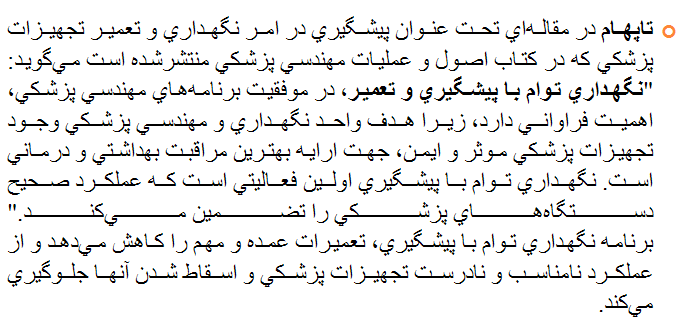 تاپهام در مقاله‌اي تحت عنوان پيشگيري در امر نگهداري و تعمير تجهيزات
پزشكي كه در كتاب اصول و عمليات مهندسي پزشكي منتشرشده است مي‌گويد:
"نگهداري توام با پيشگيري و تعمير، در موفقيت برنامه‌هاي مهندسي پزشكي،
اهميت فراواني دارد، زيرا هدف واحد نگهداري و مهندسي پزشكي وجود
تجهيزات پزشكي موثر و ايمن، جهت ارايه بهترين مراقبت بهداشتي و درماني
است. نگهداري توام با پيشگيري اولين فعاليتي است كه عملكرد صحيح
دستگاه‌هاي پزشكي را تضمين مي‌كند."
برنامه نگهداري توام با پيشگيري، تعميرات عمده و مهم را كاهش مي‌دهد و از
عملكرد نامناسب و نادرست تجهيزات پزشكي و اسقاط شدن آنها جلوگيري
مي‌كند.